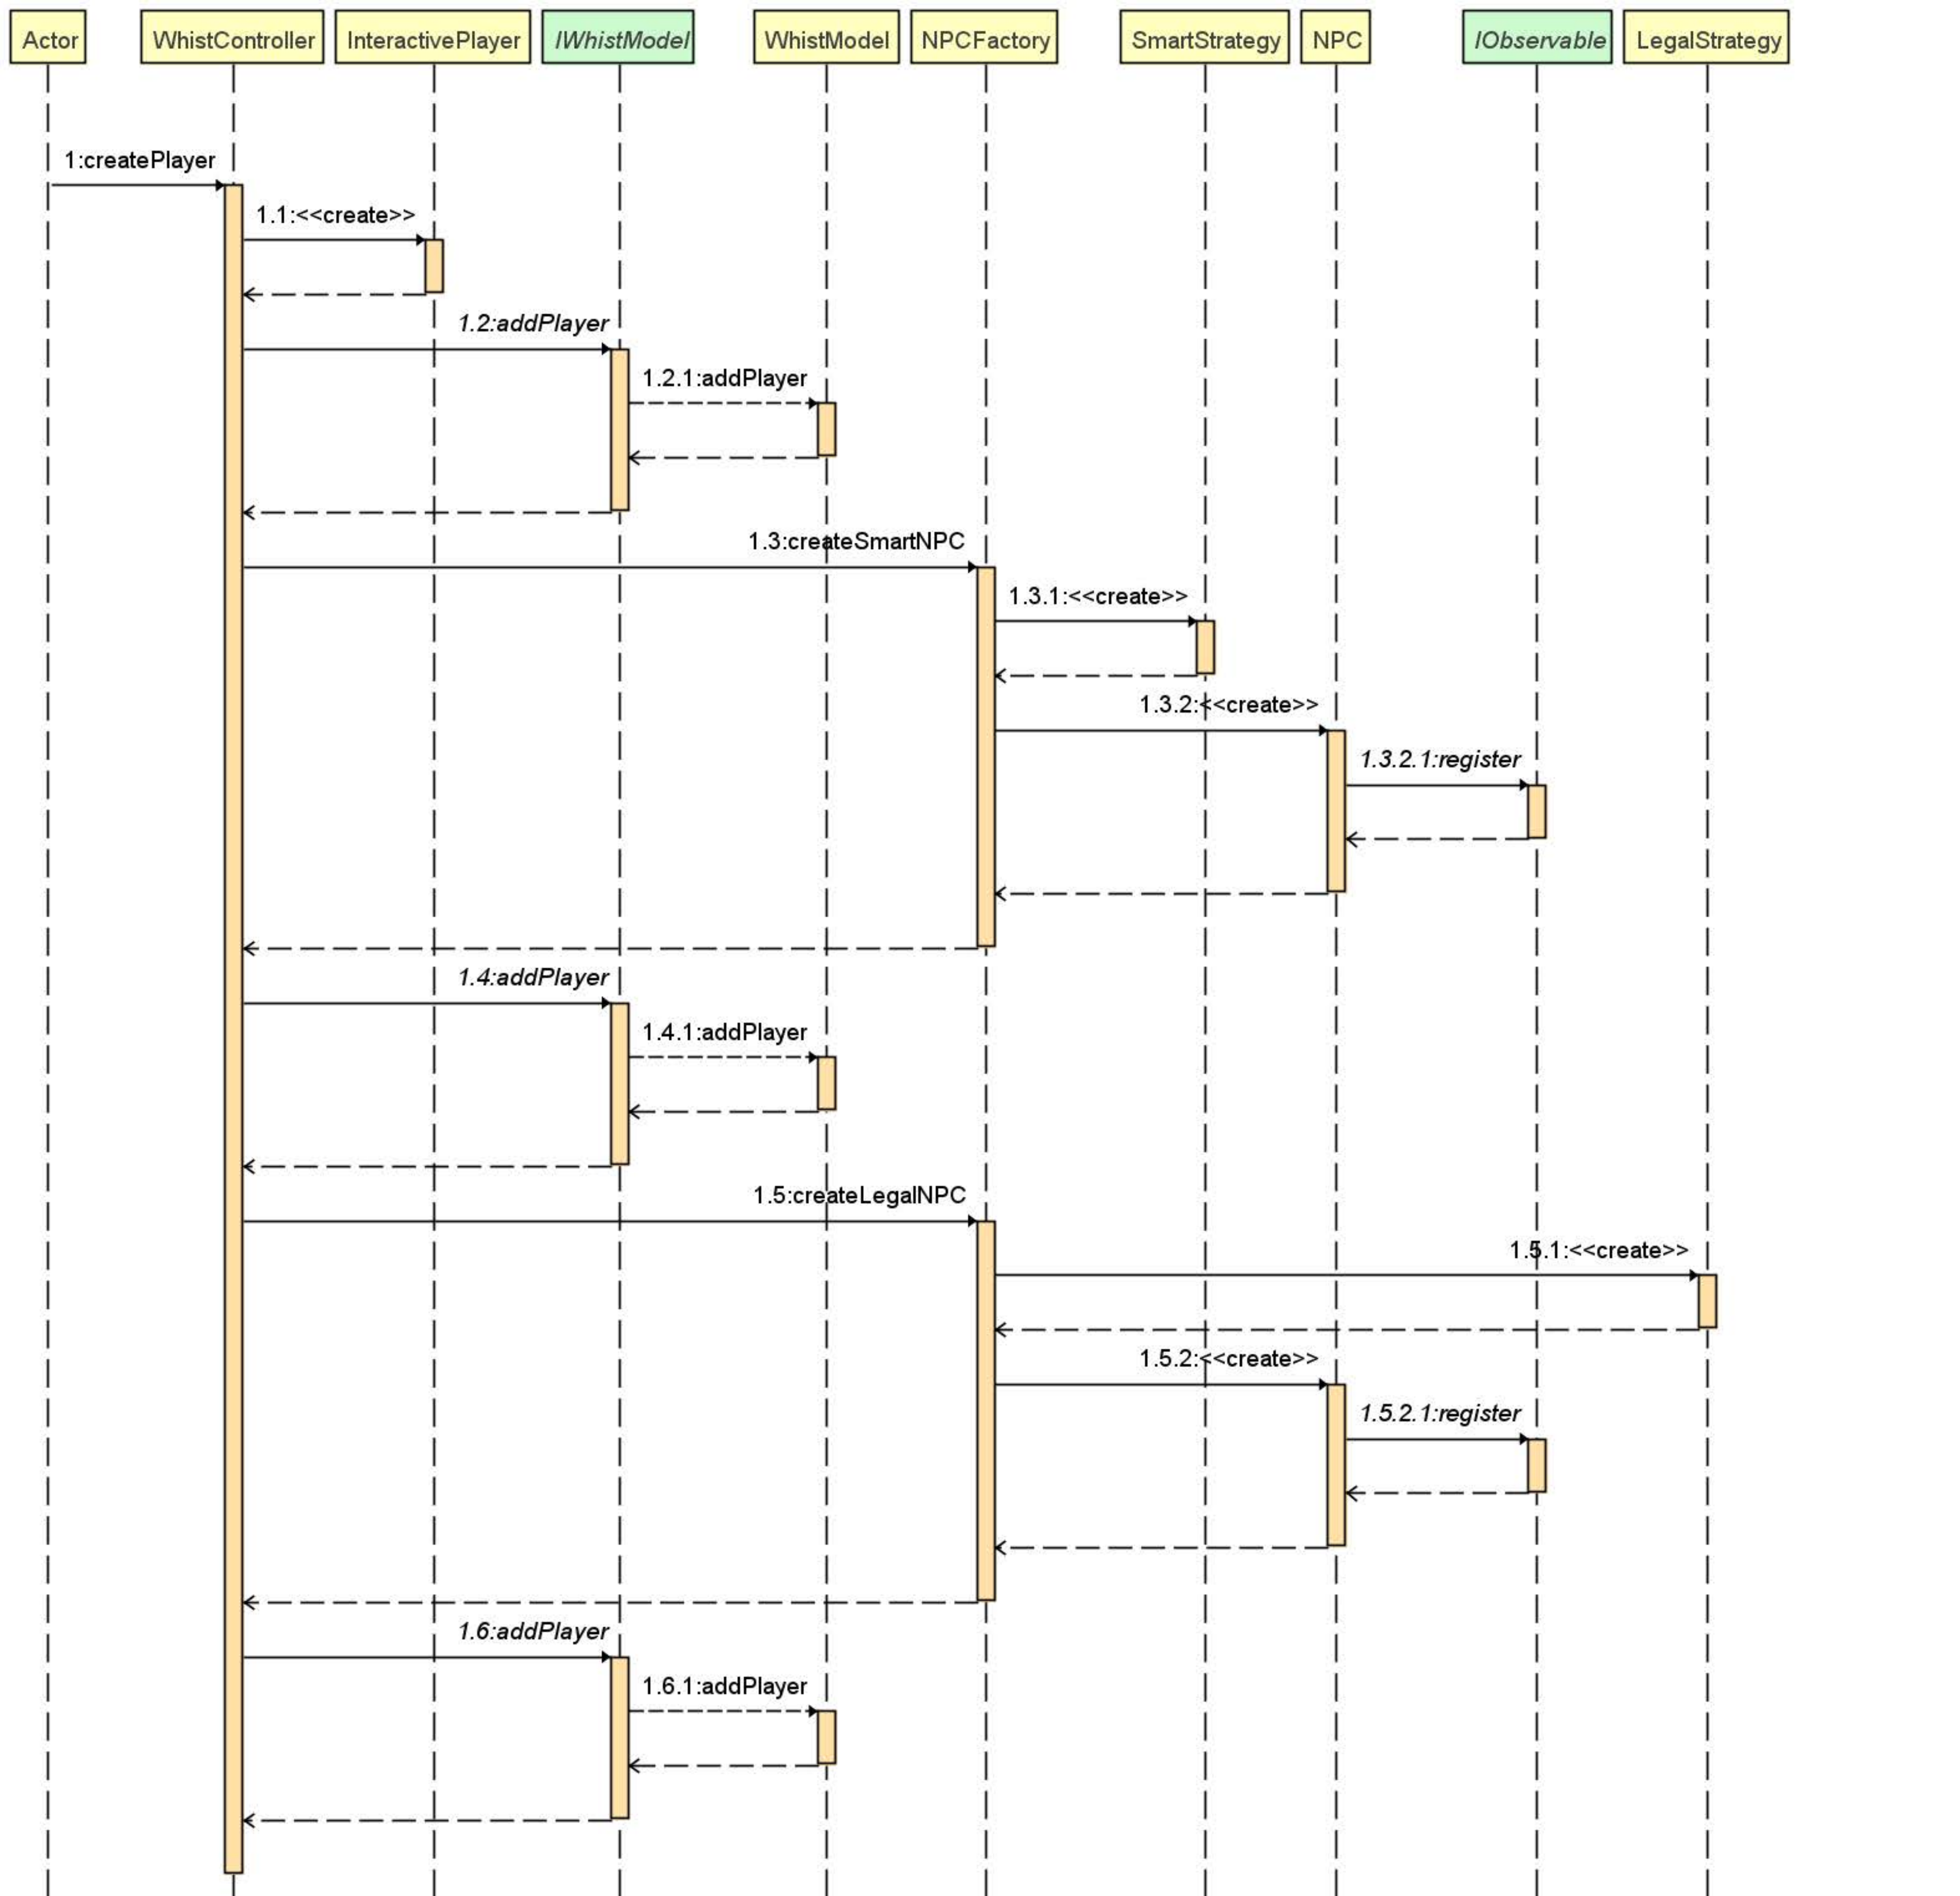 Actor
WhistController
InteractivePlayer
IWhistModel
WhistModel
NPCFactory
SmartStrategy
NPC
IObservable
LegalStrategy
1:createPlayer
1.1:<<create>>
1.2:addPlayer
1.2.1:addPlayer
1.3:createSmartNPC
1.3.1:<<create>>
1.3.2:<<create>>
1.3.2.1:register
1.4:addPlayer
1.4.1:addPlayer
1.5:createLegalNPC
1.5.1:<<create>>
1.5.2:<<create>>
1.5.2.1:register
1.6:addPlayer
1.6.1:addPlayer